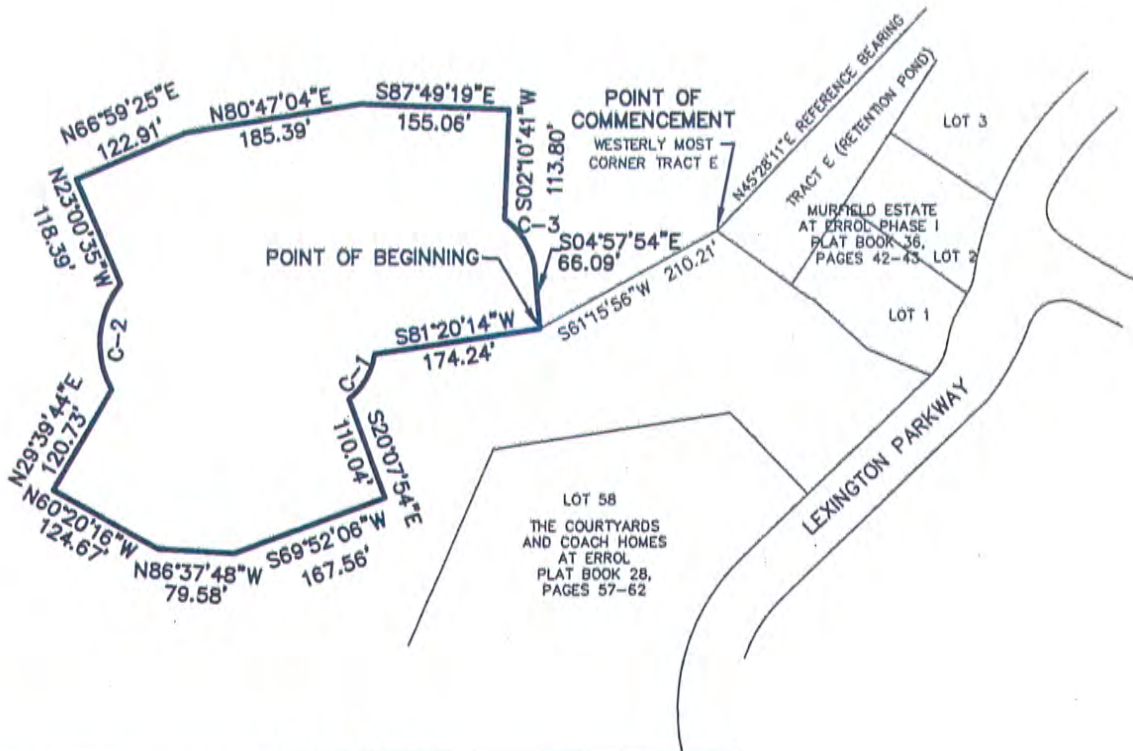 N66°59'25"E
122.91'
N80°47'04"E
185.39'
S87°49'19"E
155.06'
S02°10'41"W
113.80'
POINT OF
COMMENCEMENT
WESTERLY MOST
CORNER TRACT E
N45°28'11"E REFERENCE BEARING
TRACT E (RETENTION POND)
LOT 3
MURFIELD ESTATE
AT ERROL PHASE I
PLAT BOOK 36,
PAGES 42-43
LOT 2
LOT 1
N23°00'35"W
118.39'
C-3
S04°57'54"E
66.09'
POINT OF BEGINNING
S61°15'56"W 210.21'
S81°20'14"W
174.24'
C-2
C-1
N29°39'44"E
120.73'
S20°07'54"E
110.04'
N60°20'16"W
124.67'
N86°37'48"W
79.58'
S69°52'06"W
167.56'
LOT 58
THE COURTYARDS
AND COACH HOMES
AT ERROL
PLAT BOOK 28,
PAGES 57-62
LEXINGTON PARKWAY